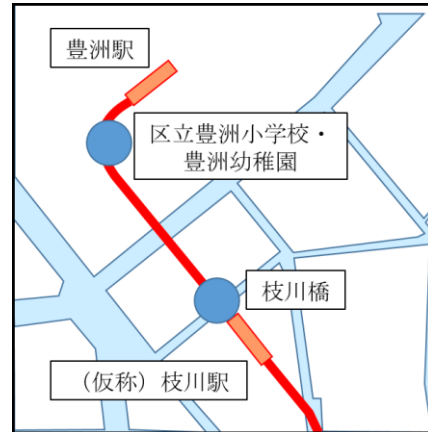 豊洲駅
区立豊洲小学校・
豊洲幼稚園
枝川橋
（仮称）枝川駅